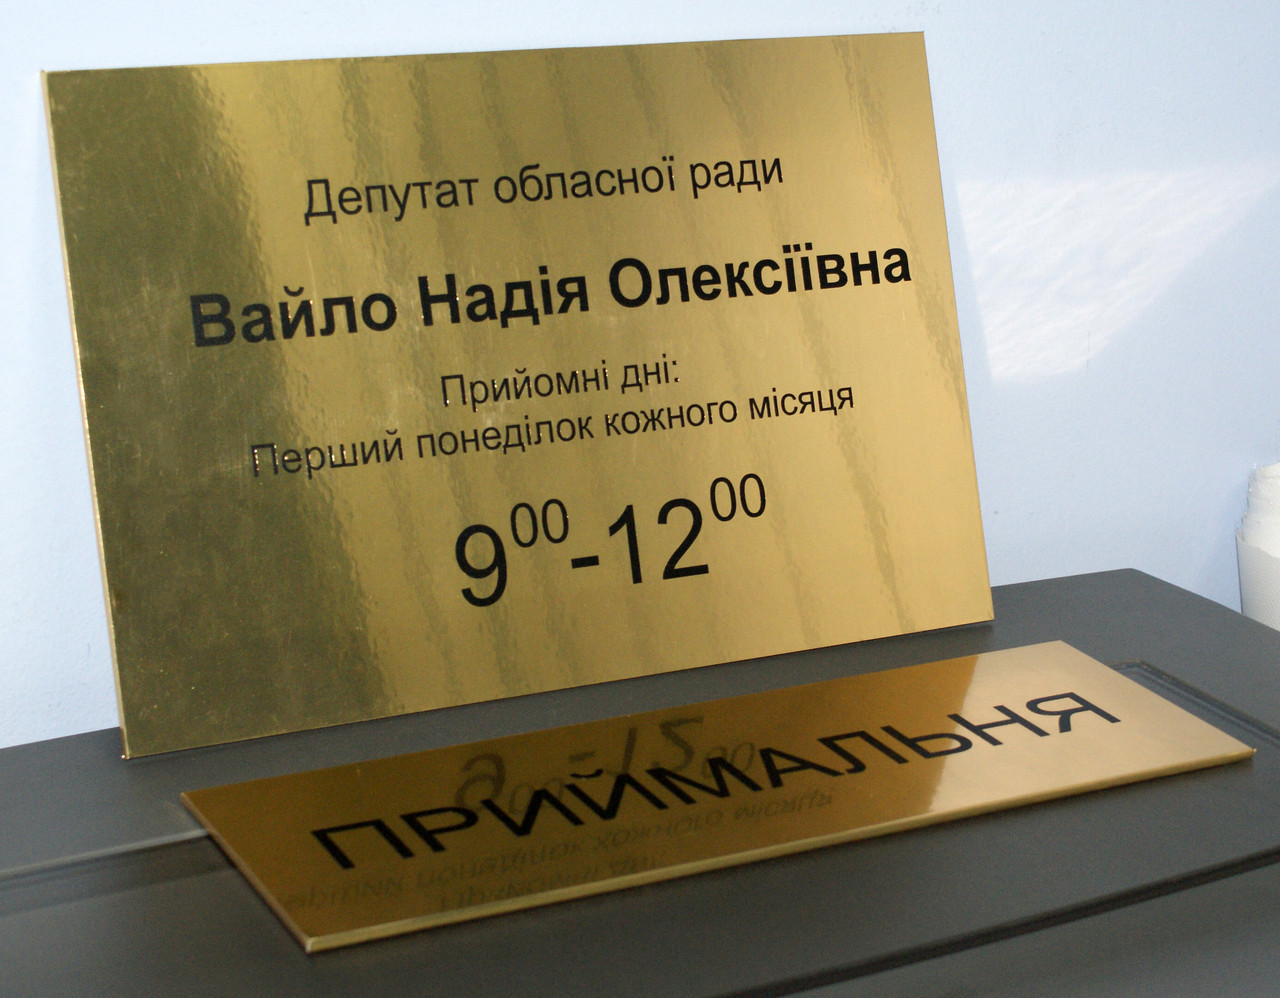 Депутат обласної ради
Вайло Надія Олексіївна
Прийомні дні:
Перший понеділок кожного місяця
9⁰⁰-12⁰⁰
ПРИЙМАЛЬНЯ